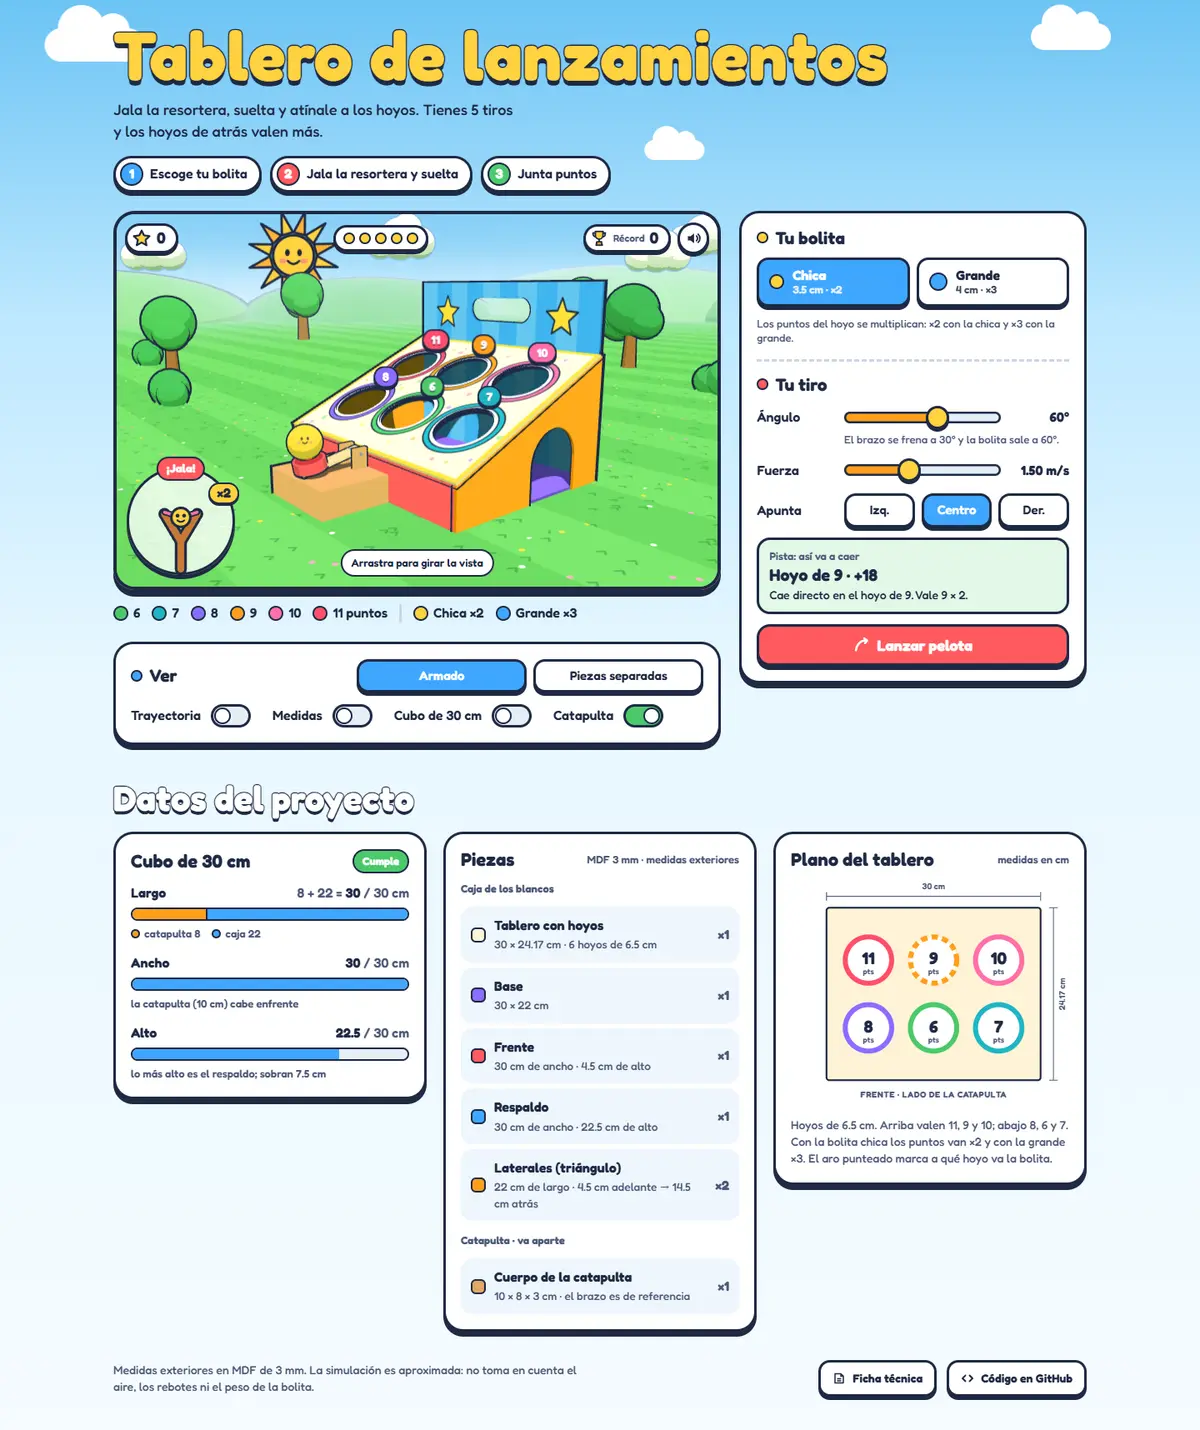 Tablero de lanzamientos
Jala la resortera, suelta y atínale a los hoyos. Tienes 5 tiros
y los hoyos de atrás valen más.
1 Escoge tu bolita
2 Jala la resortera y suelta
3 Junta puntos
0
Récord 0
11
9
10
8
6
7
¡Jala!
×2
Arrastra para girar la vista
6
7
8
9
10
11 puntos
Chica ×2
Grande ×3
Tu bolita
Chica
3.5 cm · ×2
Grande
4 cm · ×3
Los puntos del hoyo se multiplican: ×2 con la chica y ×3 con la
grande.
Tu tiro
Ángulo
60°
El brazo se frena a 30° y la bolita sale a 60°.
Fuerza
1.50 m/s
Apunta
Izq.
Centro
Der.
Pista: así va a caer
Hoyo de 9 · +18
Cae directo en el hoyo de 9. Vale 9 × 2.
Lanzar pelota
Ver
Armado
Piezas separadas
Trayectoria
Medidas
Cubo de 30 cm
Catapulta
Datos del proyecto
Cubo de 30 cm
Cumple
Largo
8 + 22 = 30 / 30 cm
catapulta 8
caja 22
Ancho
30 / 30 cm
la catapulta (10 cm) cabe enfrente
Alto
22.5 / 30 cm
lo más alto es el respaldo; sobran 7.5 cm
Piezas
MDF 3 mm · medidas exteriores
Caja de los blancos
Tablero con hoyos
30 × 24.17 cm · 6 hoyos de 6.5 cm
×1
Base
30 × 22 cm
×1
Frente
30 cm de ancho · 4.5 cm de alto
×1
Respaldo
30 cm de ancho · 22.5 cm de alto
×1
Laterales (triángulo)
22 cm de largo · 4.5 cm adelante → 14.5
cm atrás
×2
Catapulta · va aparte
Cuerpo de la catapulta
10 × 8 × 3 cm · el brazo es de referencia
×1
Plano del tablero
medidas en cm
30 cm
11
pts
9
pts
10
pts
24.17 cm
8
pts
6
pts
7
pts
FRENTE · LADO DE LA CATAPULTA
Hoyos de 6.5 cm. Arriba valen 11, 9 y 10; abajo 8, 6 y 7.
Con la bolita chica los puntos van ×2 y con la grande
×3. El aro punteado marca a qué hoyo va la bolita.
Medidas exteriores en MDF de 3 mm. La simulación es aproximada: no toma en cuenta el
aire, los rebotes ni el peso de la bolita.
Ficha técnica
Código en GitHub